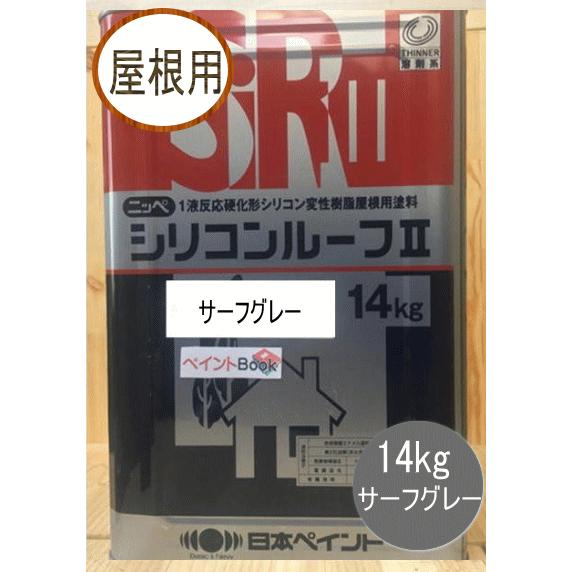 屋根用
SiRⅡ
THINNER
溶剤系
ニッペ
1液反応硬化形シリコン変性樹脂屋根用塗料
シリコンルーフⅡ
14kg
サーフグレー
ペイントBook
日本ペイント
14kg
サーフグレー